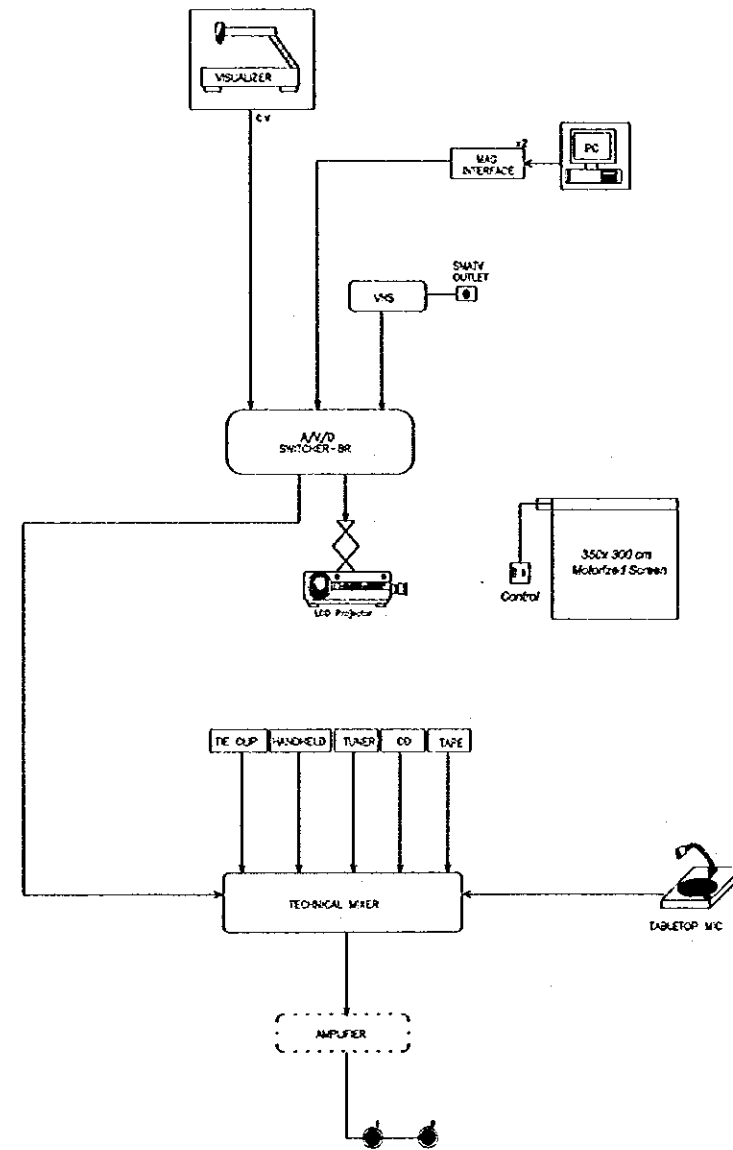 VISUALIZER
CV
x2
MAC
INTERFACE
PC
SMATV
OUTLET
VHS
A/V/D
SWITCHER-BR
350x 300 cm
Motorized Screen
Control
LCD Projector
TIE CLIP
HANDHELD
TUNER
CD
TAPE
TECHNICAL MIXER
TABLETOP MIC
AMPLIFIER